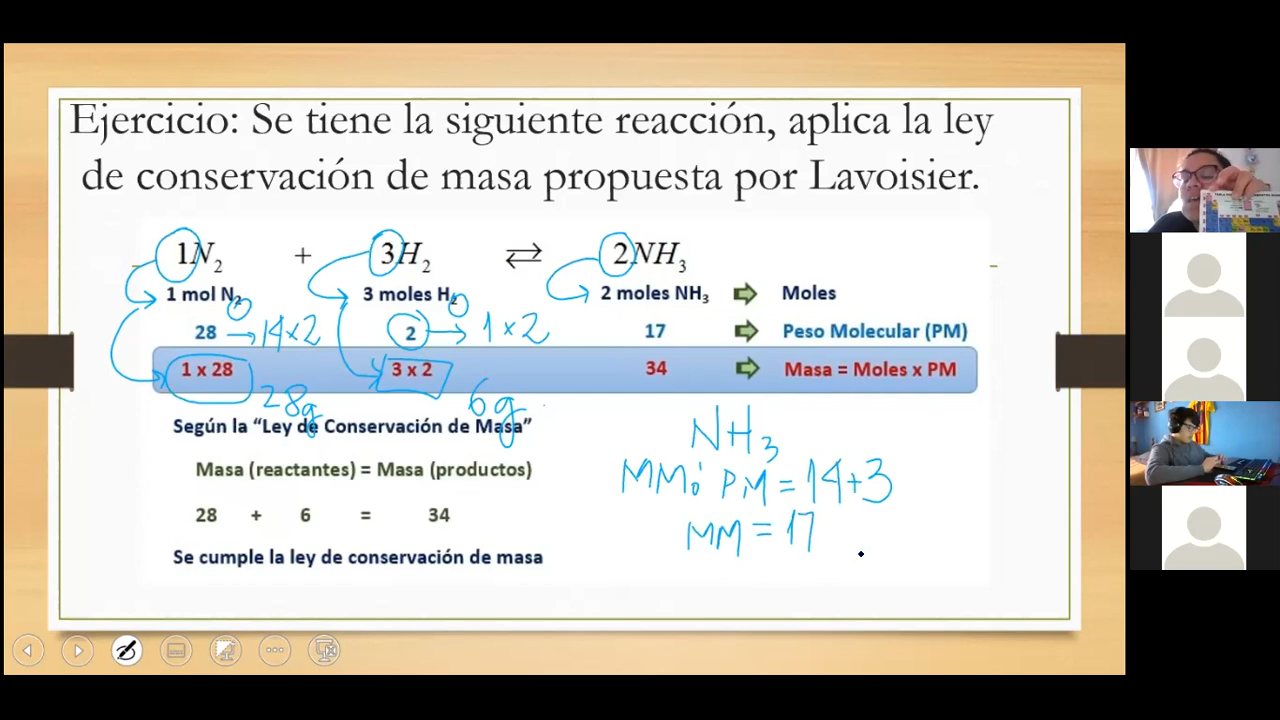 Ejercicio: Se tiene la siguiente reacción, aplica la ley
de conservación de masa propuesta por Lavoisier.
1N₂ + 3H₂ ⇄ 2NH₃
1 mol N₂ 3 moles H₂ 2 moles NH₃ Moles
28 → 14 x 2 2 → 1 x 2 17 Peso Molecular (PM)
1 x 28 3 x 2 34 Masa = Moles x PM
28g 6g
Según la “Ley de Conservación de Masa”
NH₃
Masa (reactantes) = Masa (productos)
MM ó PM = 14+3
28 + 6 = 34
MM = 17
Se cumple la ley de conservación de masa